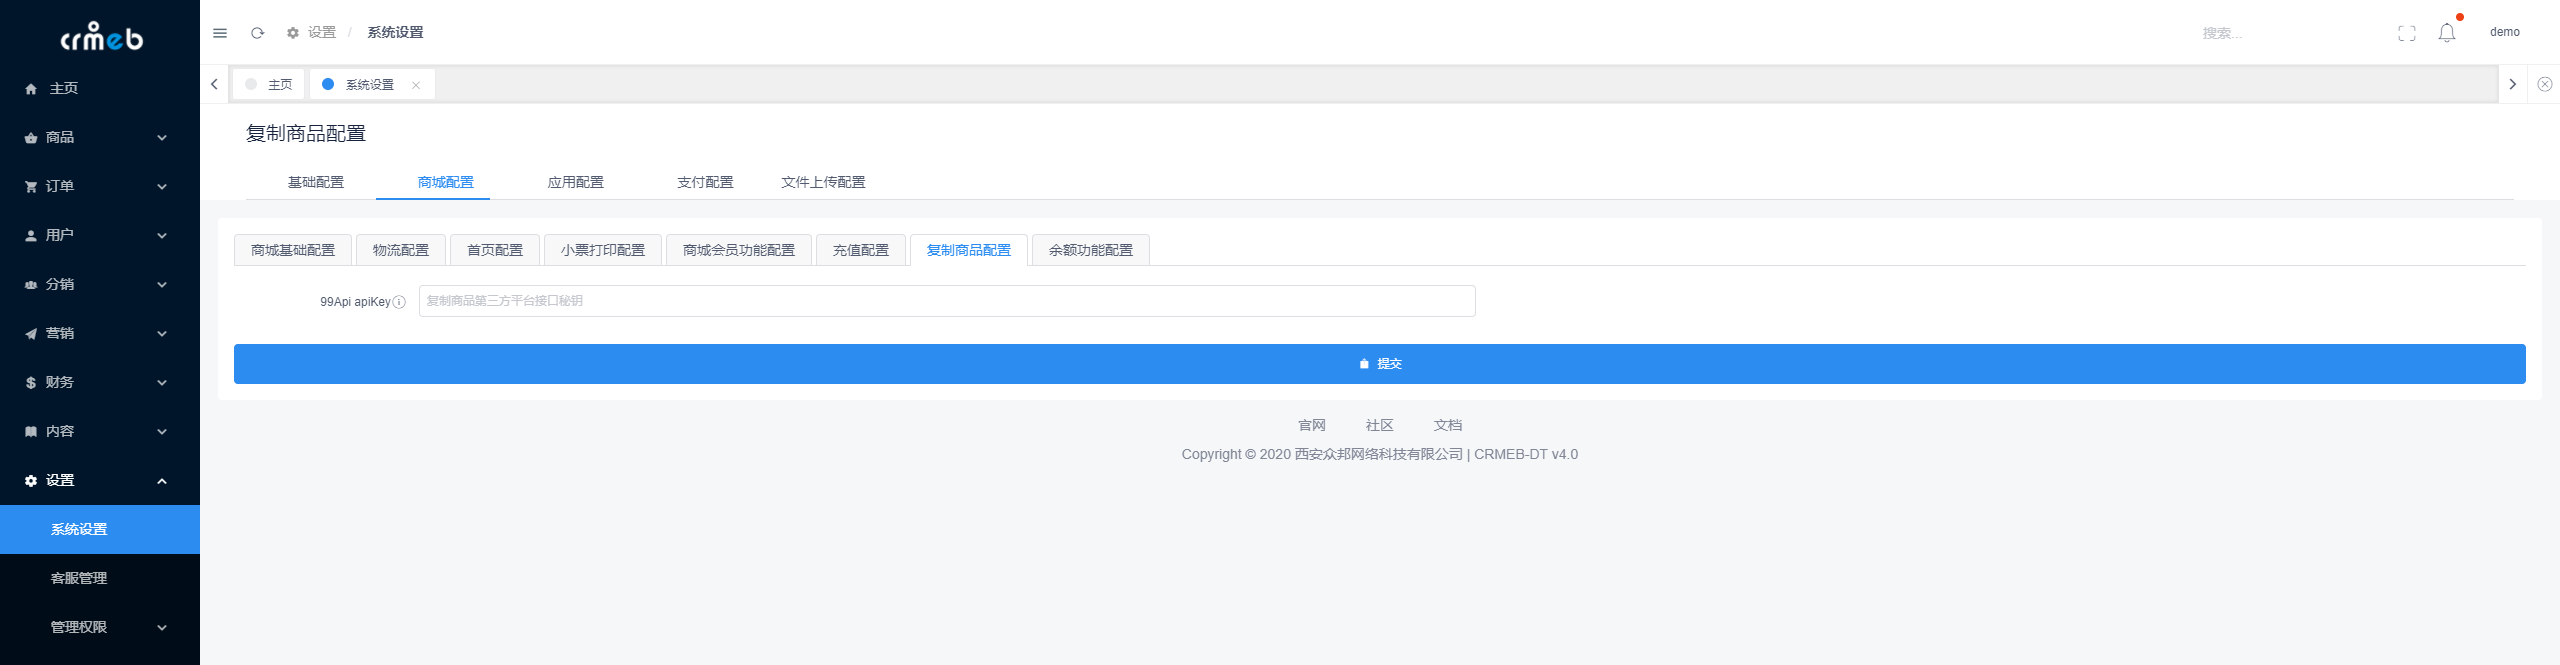 crmeb
设置 / 系统设置
搜索...
demo
主页
系统设置
主页
商品
订单
用户
分销
营销
财务
内容
设置
系统设置
客服管理
管理权限
复制商品配置
基础配置 商城配置 应用配置 支付配置 文件上传配置
商城基础配置 物流配置 首页配置 小票打印配置 商城会员功能配置 充值配置 复制商品配置 余额功能配置
99Api apiKey 复制商品第三方平台接口秘钥
提交
官网 社区 文档
Copyright © 2020 西安众邦网络科技有限公司 | CRMEB-DT v4.0